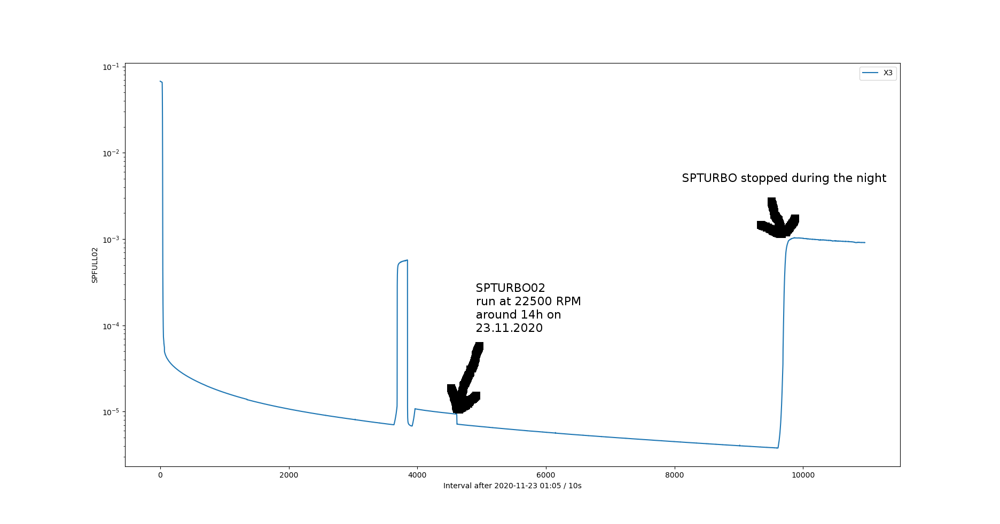 X3
10⁻¹
10⁻²
10⁻³
10⁻⁴
10⁻⁵
SPFULL02
SPTURBO stopped during the night
SPTURBO02
run at 22500 RPM
around 14h on
23.11.2020
0 2000 4000 6000 8000 10000
Interval after 2020-11-23 01:05 / 10s